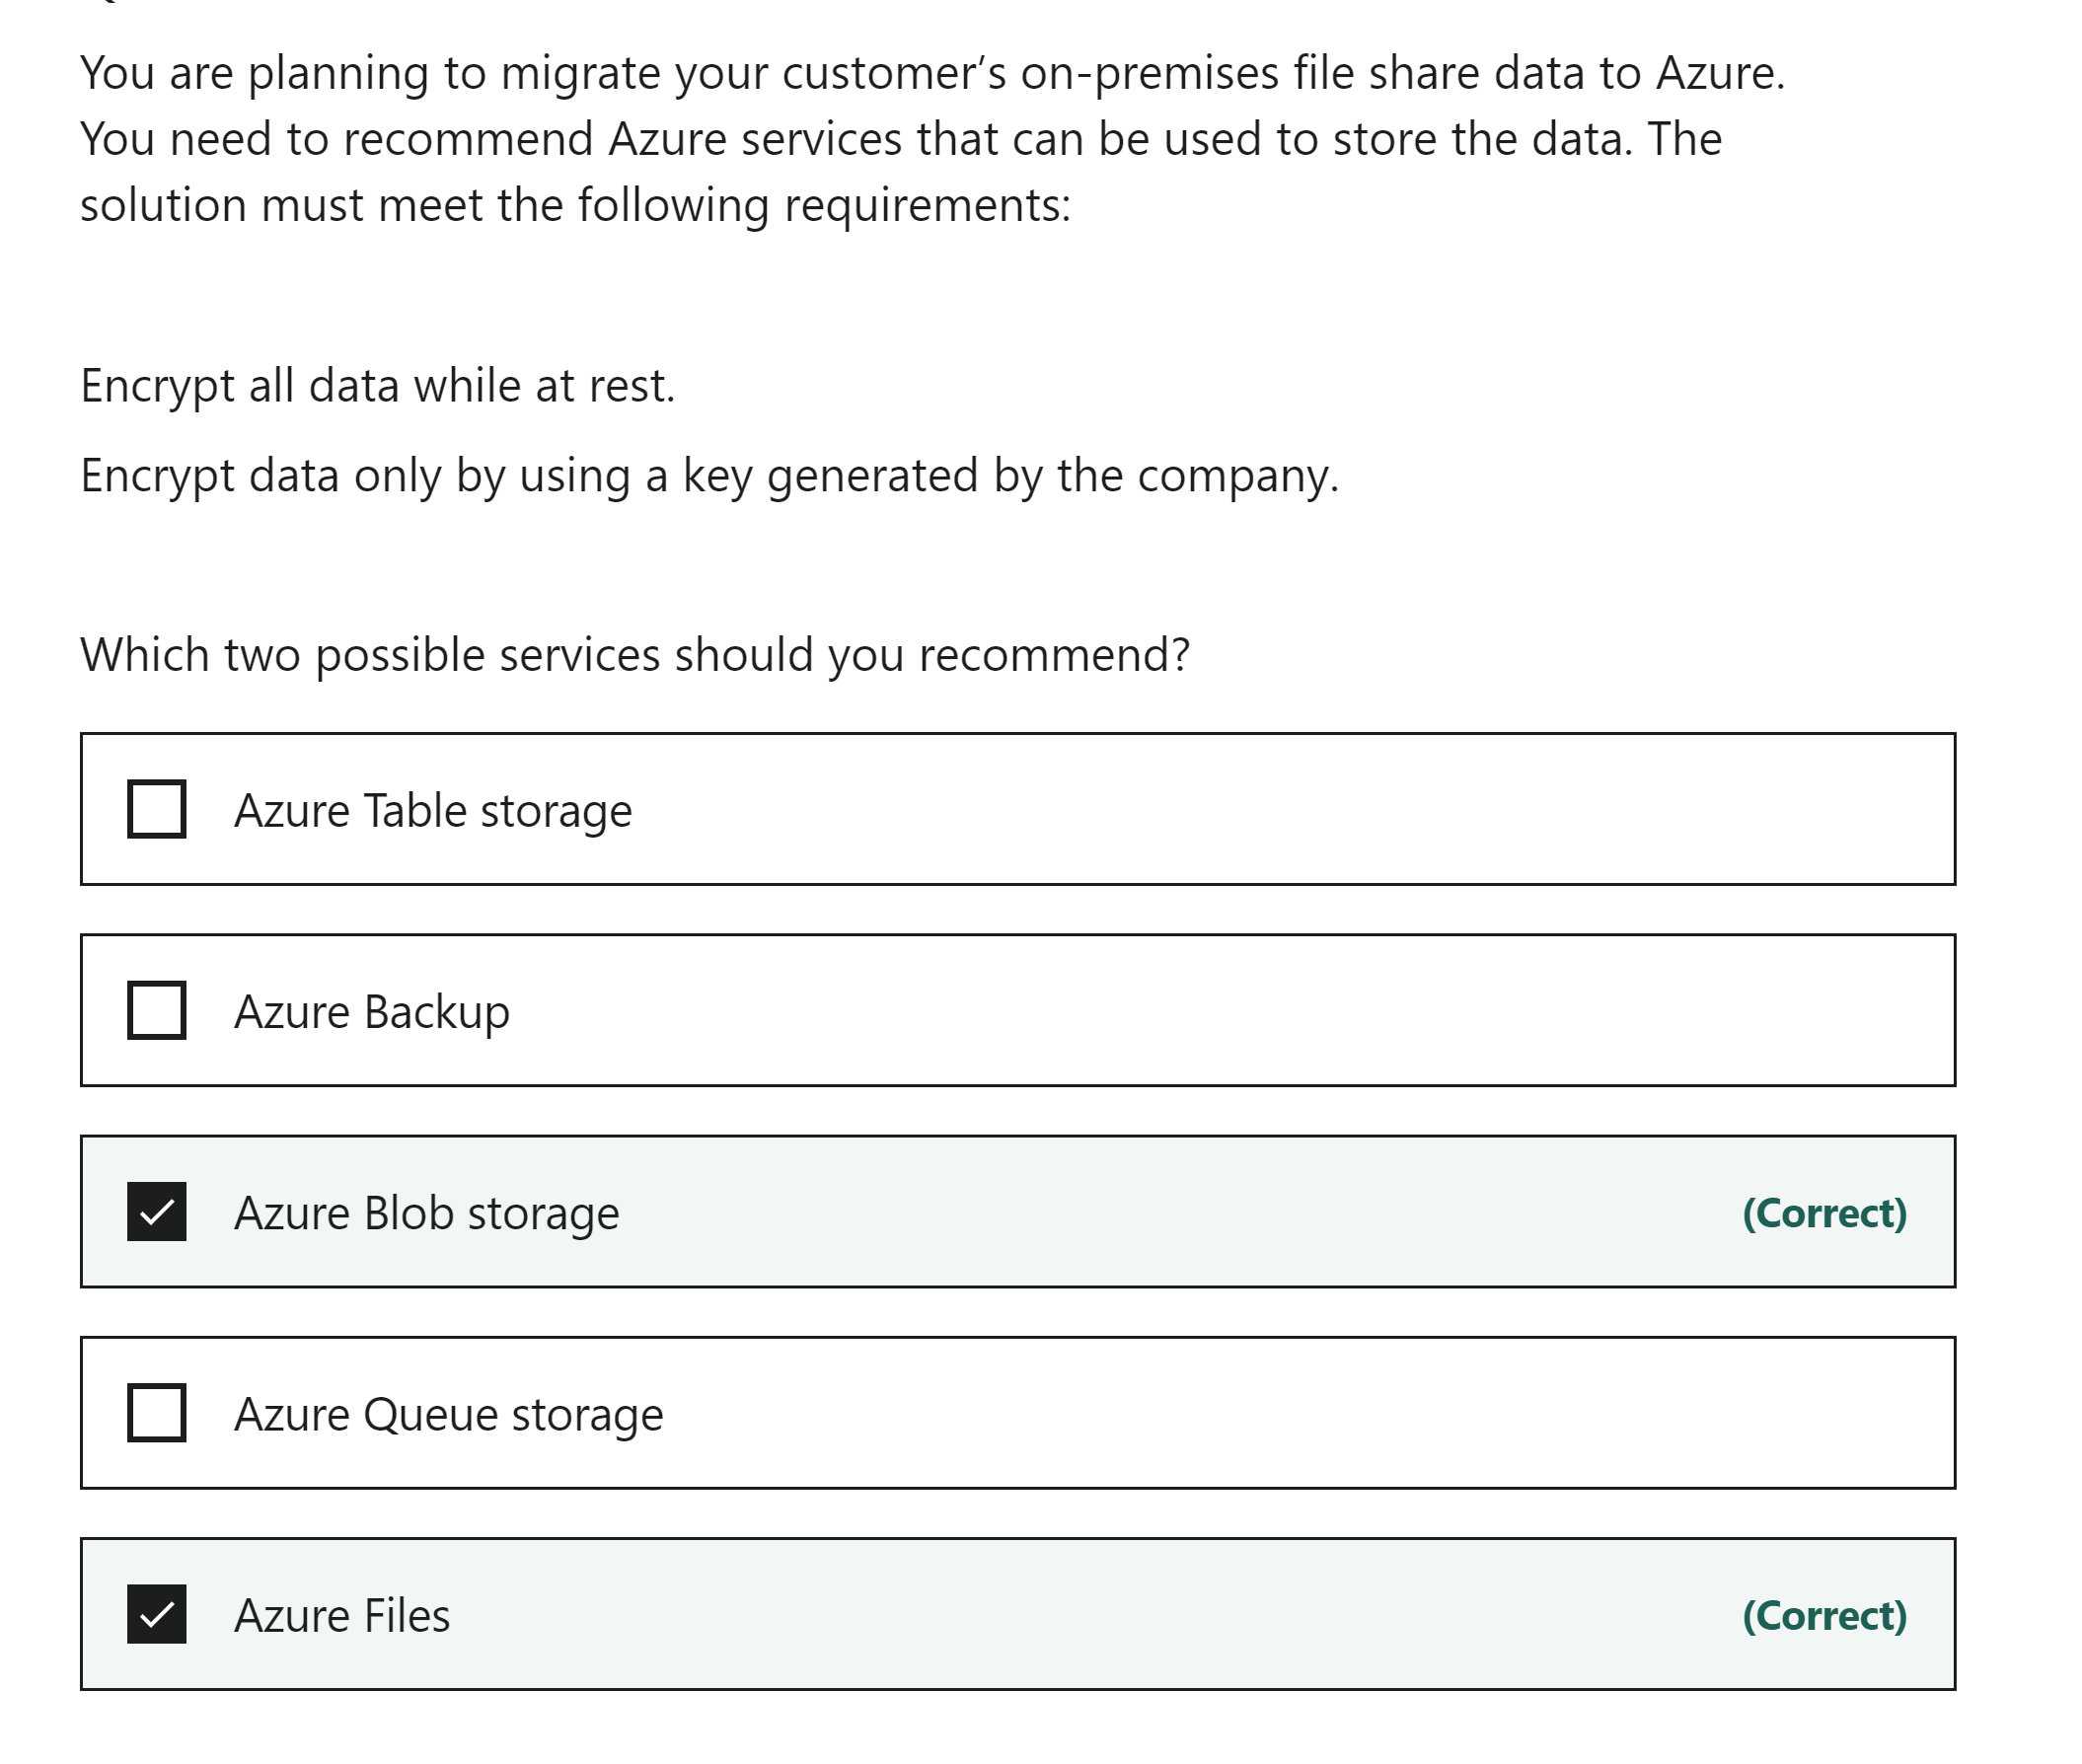 You are planning to migrate your customer’s on-premises file share data to Azure.
You need to recommend Azure services that can be used to store the data. The
solution must meet the following requirements:
Encrypt all data while at rest.
Encrypt data only by using a key generated by the company.
Which two possible services should you recommend?
Azure Table storage
Azure Backup
Azure Blob storage (Correct)
Azure Queue storage
Azure Files (Correct)